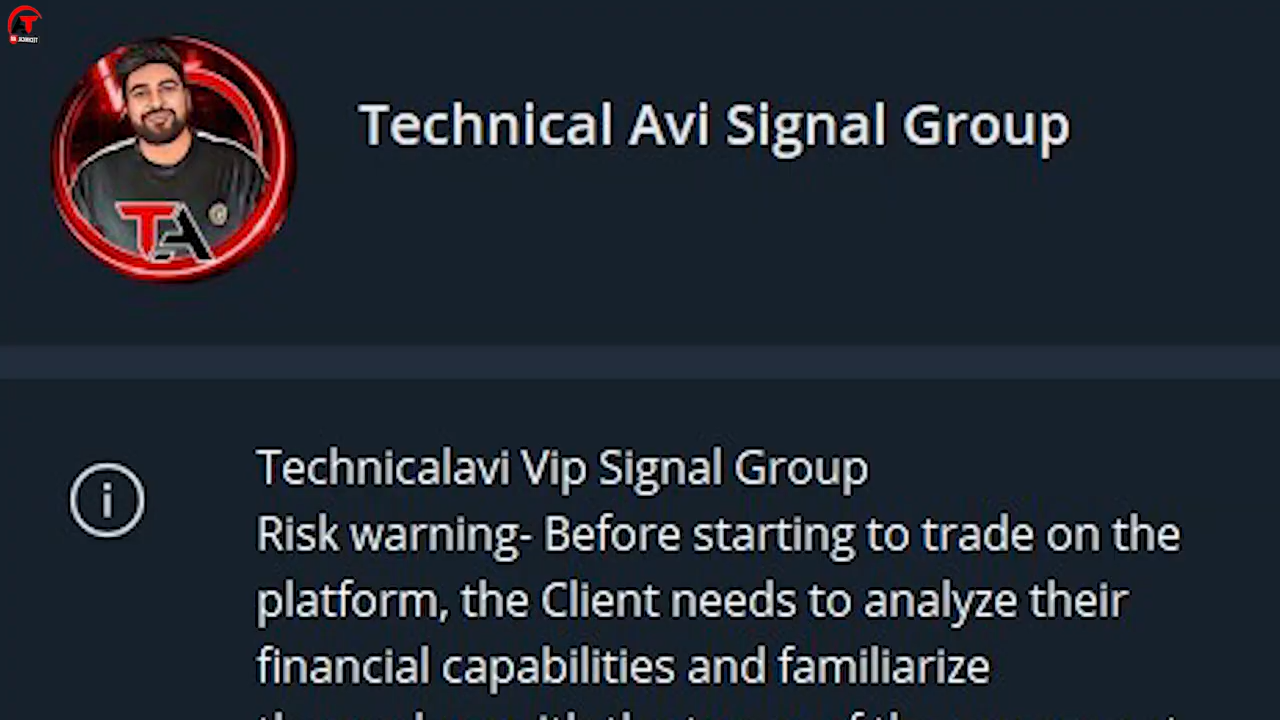 Technical Avi Signal Group
TA
Technicalavi Vip Signal Group
Risk warning- Before starting to trade on the
platform, the Client needs to analyze their
financial capabilities and familiarize